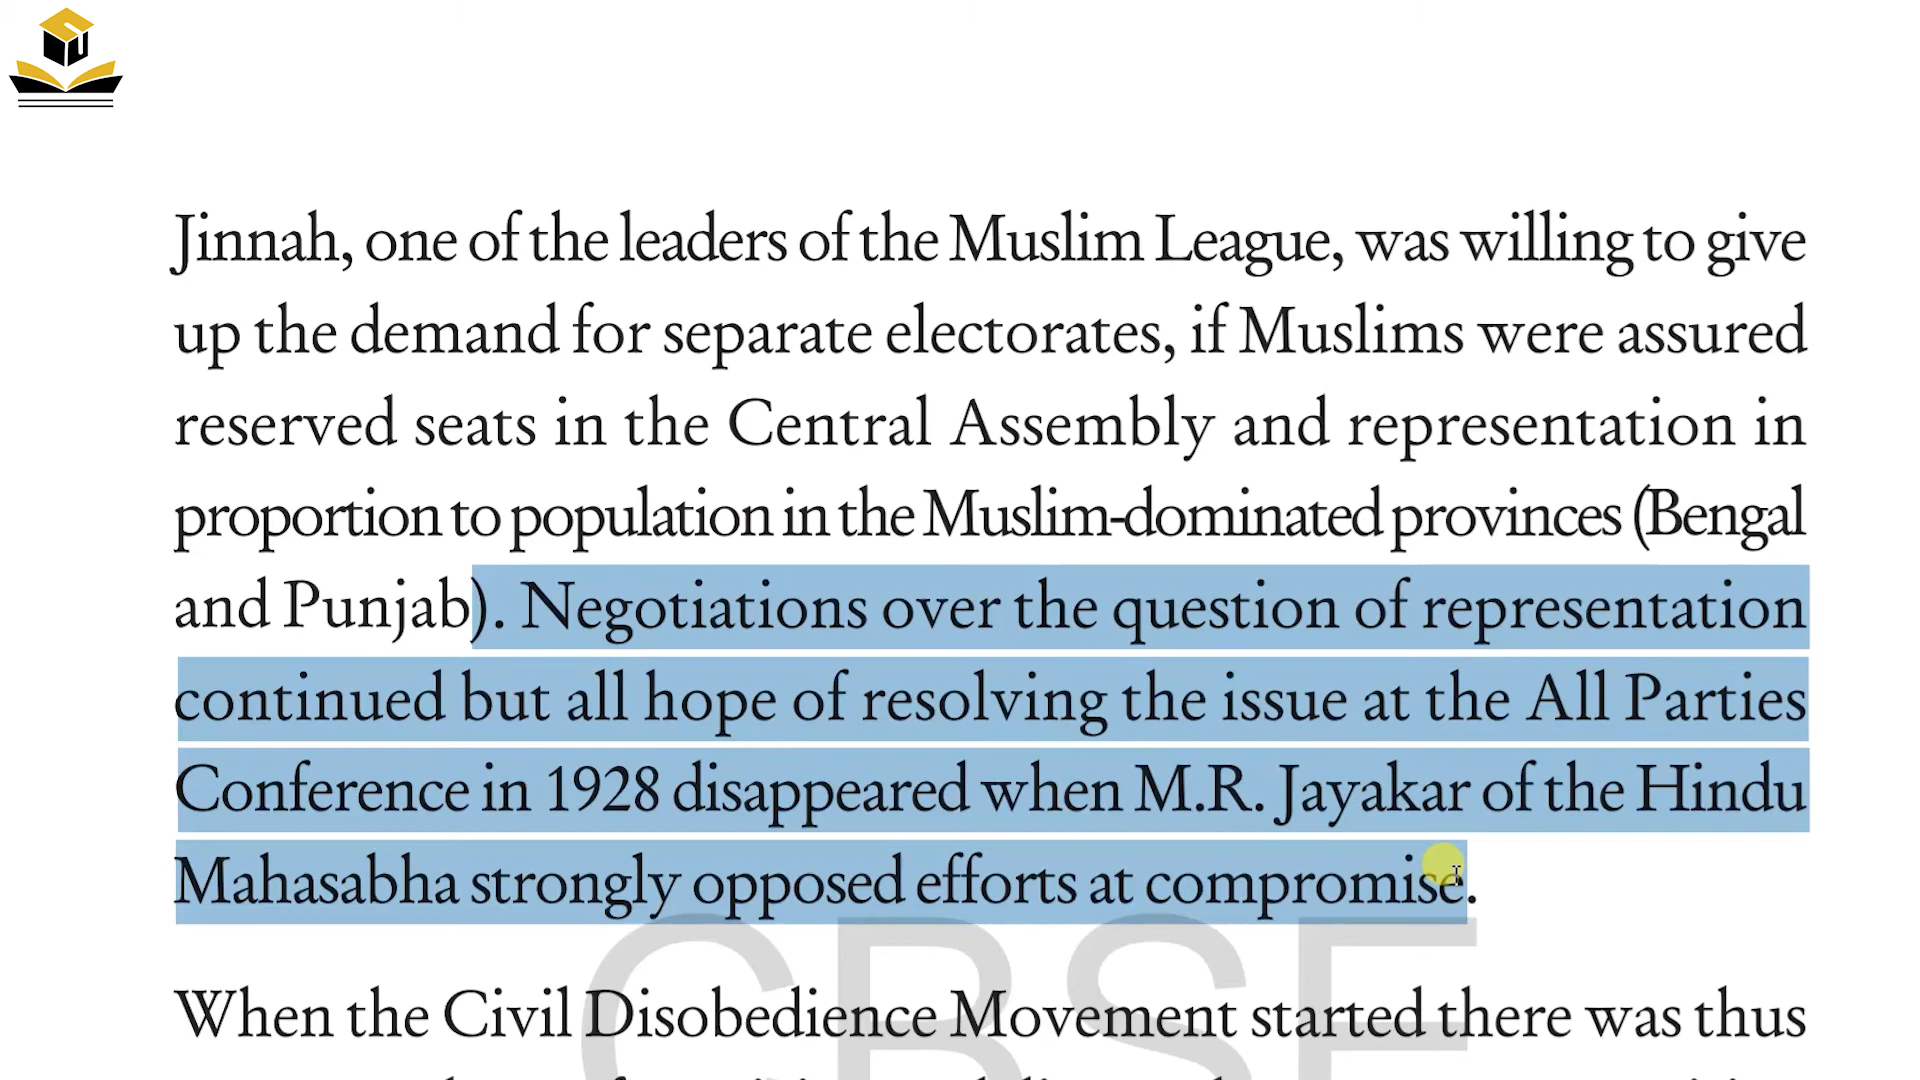 Jinnah, one of the leaders of the Muslim League, was willing to give
up the demand for separate electorates, if Muslims were assured
reserved seats in the Central Assembly and representation in
proportion to population in the Muslim-dominated provinces (Bengal
and Punjab). Negotiations over the question of representation
continued but all hope of resolving the issue at the All Parties
Conference in 1928 disappeared when M.R. Jayakar of the Hindu
Mahasabha strongly opposed efforts at compromise.
CBSE
When the Civil Disobedience Movement started there was thus